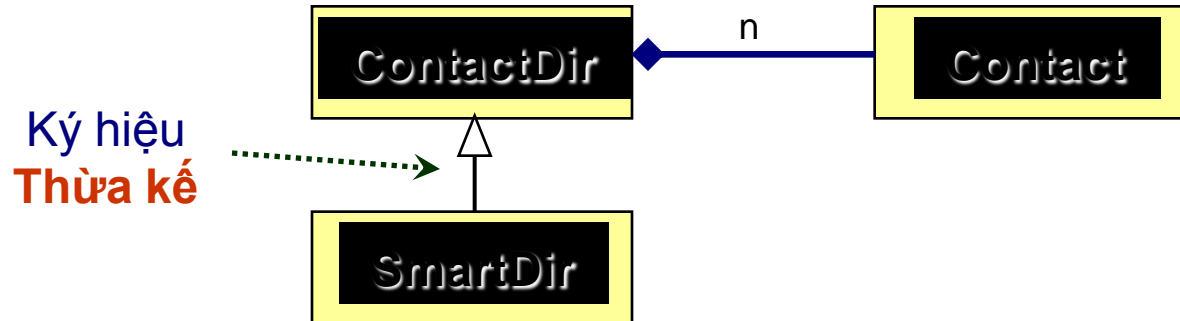 n
ContactDir
Contact
Ký hiệu
Thừa kế
SmartDir